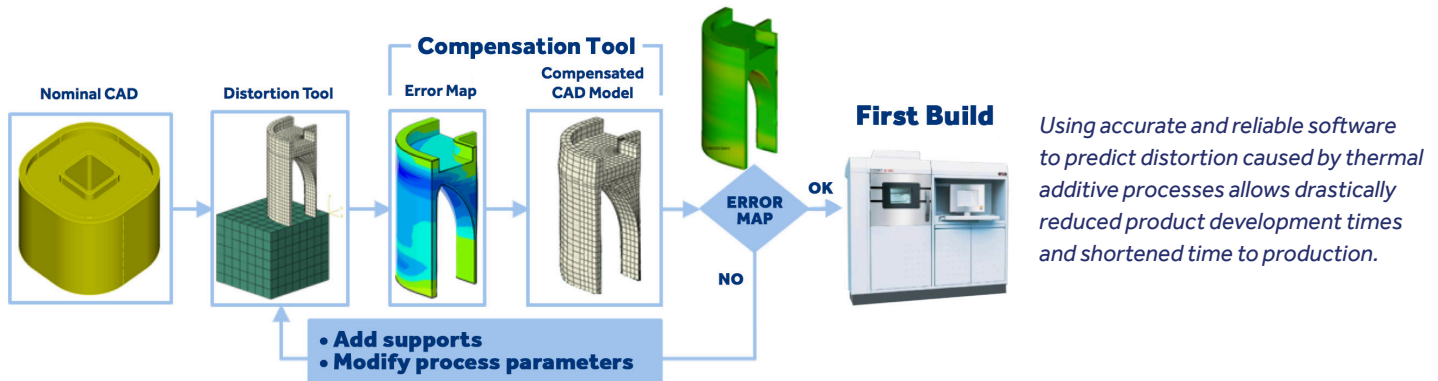 Compensation Tool
Nominal CAD
Distortion Tool
Error Map
Compensated
CAD Model
First Build
ERROR
MAP
OK
NO
• Add supports
• Modify process parameters
Using accurate and reliable software
to predict distortion caused by thermal
additive processes allows drastically
reduced product development times
and shortened time to production.